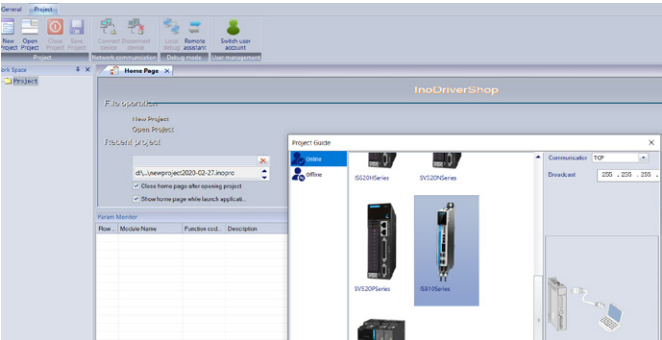 General Project
New Project
Open Project
Close Project
Save Project
Connect device
Disconnect device
Local debug
Remote assistant
Switch user account
Project
Network communication
Debug mode
User management
ork Space
Home Page
Project
InoDriverShop
File operation
New Project
Open Project
Recent project
d:\...\newproject2020-02-27.inopro
Close home page after opening project
Show home page while launch applicati..
Param Monitor
Row... Module Name Function cod... Description
Project Guide
Online
Offline
SV520NSeries
SV520PSeries
IS810Series
Communication TCP
Broadcast 255 . 255 . 255 .